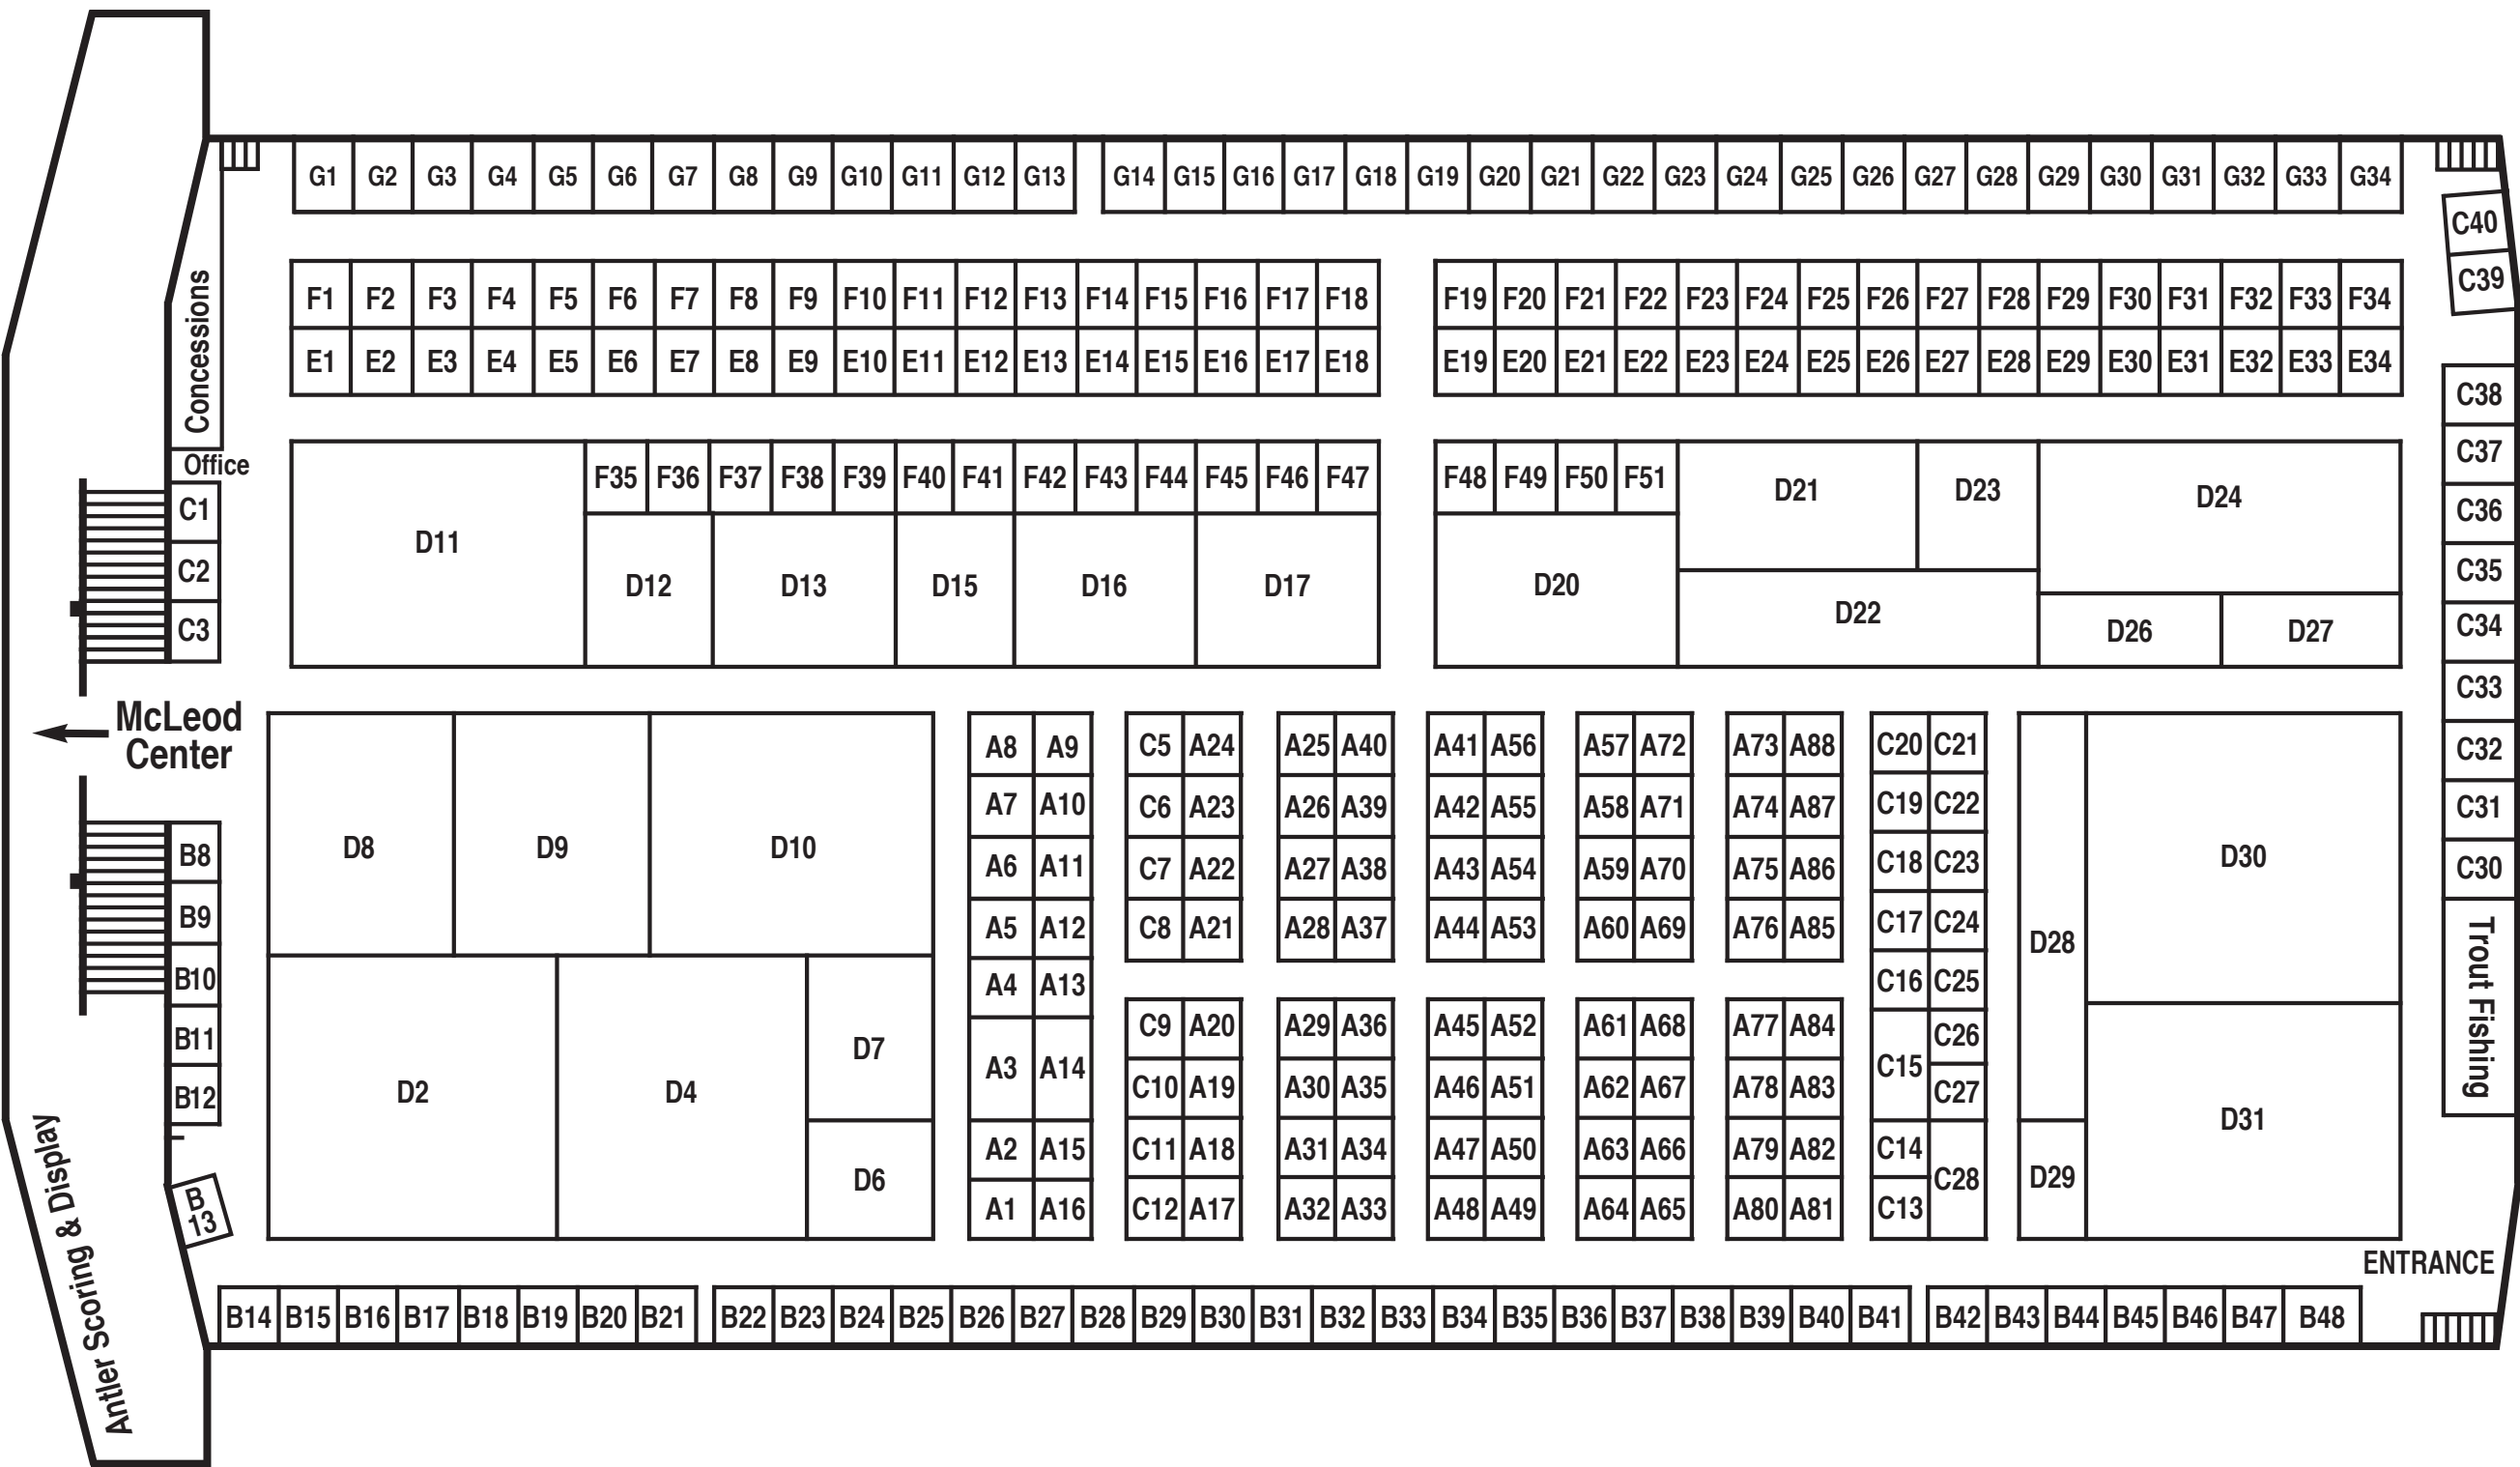 G1 G2 G3 G4 G5 G6 G7 G8 G9 G10 G11 G12 G13 G14 G15 G16 G17 G18 G19 G20 G21 G22 G23 G24 G25 G26 G27 G28 G29 G30 G31 G32 G33 G34
C40
C39
F1 F2 F3 F4 F5 F6 F7 F8 F9 F10 F11 F12 F13 F14 F15 F16 F17 F18 F19 F20 F21 F22 F23 F24 F25 F26 F27 F28 F29 F30 F31 F32 F33 F34
E1 E2 E3 E4 E5 E6 E7 E8 E9 E10 E11 E12 E13 E14 E15 E16 E17 E18 E19 E20 E21 E22 E23 E24 E25 E26 E27 E28 E29 E30 E31 E32 E33 E34
Concessions
Office
C1
C2
C3
F35 F36 F37 F38 F39 F40 F41 F42 F43 F44 F45 F46 F47 F48 F49 F50 F51
D11 D12 D13 D15 D16 D17 D20
D21 D23 D24
D22 D26 D27
C38
C37
C36
C35
C34
C33
C32
C31
C30
Trout Fishing
McLeod
Center
B8
B9
B10
B11
B12
B
13
Antler Scoring & Display
D8 D9 D10
D2 D4 D7
D6
A8 A9
A7 A10
A6 A11
A5 A12
A4 A13
A3 A14
A2 A15
A1 A16
C5 A24
C6 A23
C7 A22
C8 A21
C9 A20
C10 A19
C11 A18
C12 A17
A25 A40
A26 A39
A27 A38
A28 A37
A29 A36
A30 A35
A31 A34
A32 A33
A41 A56
A42 A55
A43 A54
A44 A53
A45 A52
A46 A51
A47 A50
A48 A49
A57 A72
A58 A71
A59 A70
A60 A69
A61 A68
A62 A67
A63 A66
A64 A65
A73 A88
A74 A87
A75 A86
A76 A85
A77 A84
A78 A83
A79 A82
A80 A81
C20 C21
C19 C22
C18 C23
C17 C24
C16 C25
C15 C26
C27
C14 C28
C13
D28
D29
D30
D31
ENTRANCE
B14 B15 B16 B17 B18 B19 B20 B21 B22 B23 B24 B25 B26 B27 B28 B29 B30 B31 B32 B33 B34 B35 B36 B37 B38 B39 B40 B41 B42 B43 B44 B45 B46 B47 B48